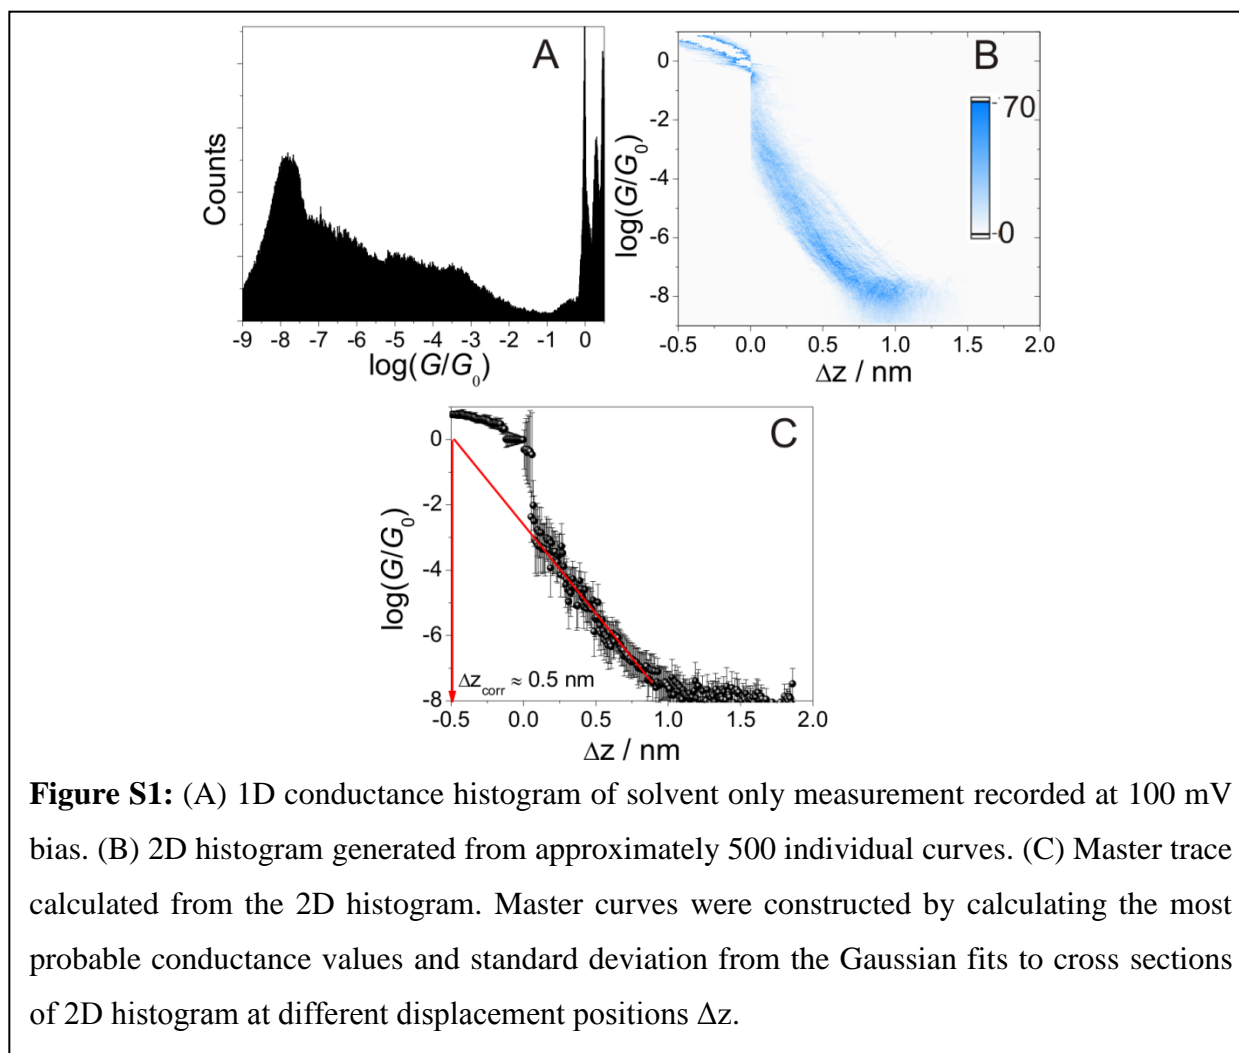 A
Counts
-9 -8 -7 -6 -5 -4 -3 -2 -1 0
log(G/G₀)
B
0
-2
-4
-6
-8
log(G/G₀)
70
0
-0.5 0.0 0.5 1.0 1.5 2.0
Δz / nm
C
0
-2
-4
-6
-8
log(G/G₀)
Δz_corr ≈ 0.5 nm
-0.5 0.0 0.5 1.0 1.5 2.0
Δz / nm
Figure S1: (A) 1D conductance histogram of solvent only measurement recorded at 100 mV
bias. (B) 2D histogram generated from approximately 500 individual curves. (C) Master trace
calculated from the 2D histogram. Master curves were constructed by calculating the most
probable conductance values and standard deviation from the Gaussian fits to cross sections
of 2D histogram at different displacement positions Δz.